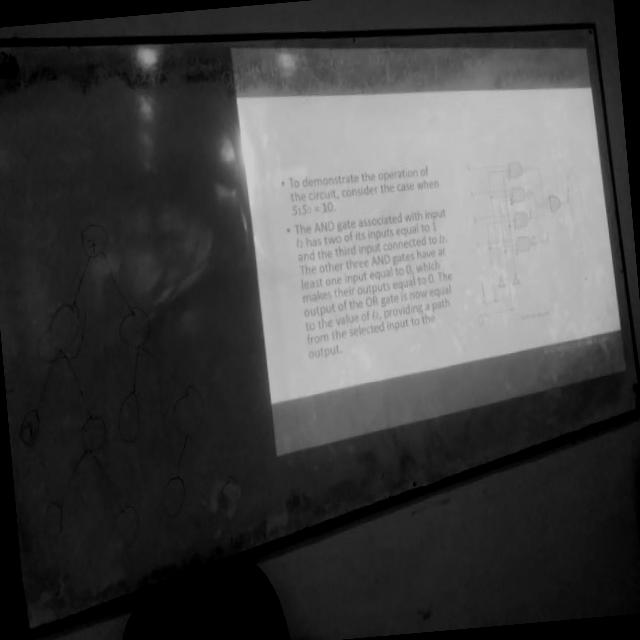 • To demonstrate the operation of
the circuit, consider the case when
S₁S₀ = 10.
• The AND gate associated with input
I₂ has two of its inputs equal to 1
and the third input connected to I₂.
The other three AND gates have at
least one input equal to 0, which
makes their outputs equal to 0. The
output of the OR gate is now equal
to the value of I₂, providing a path
from the selected input to the
output.